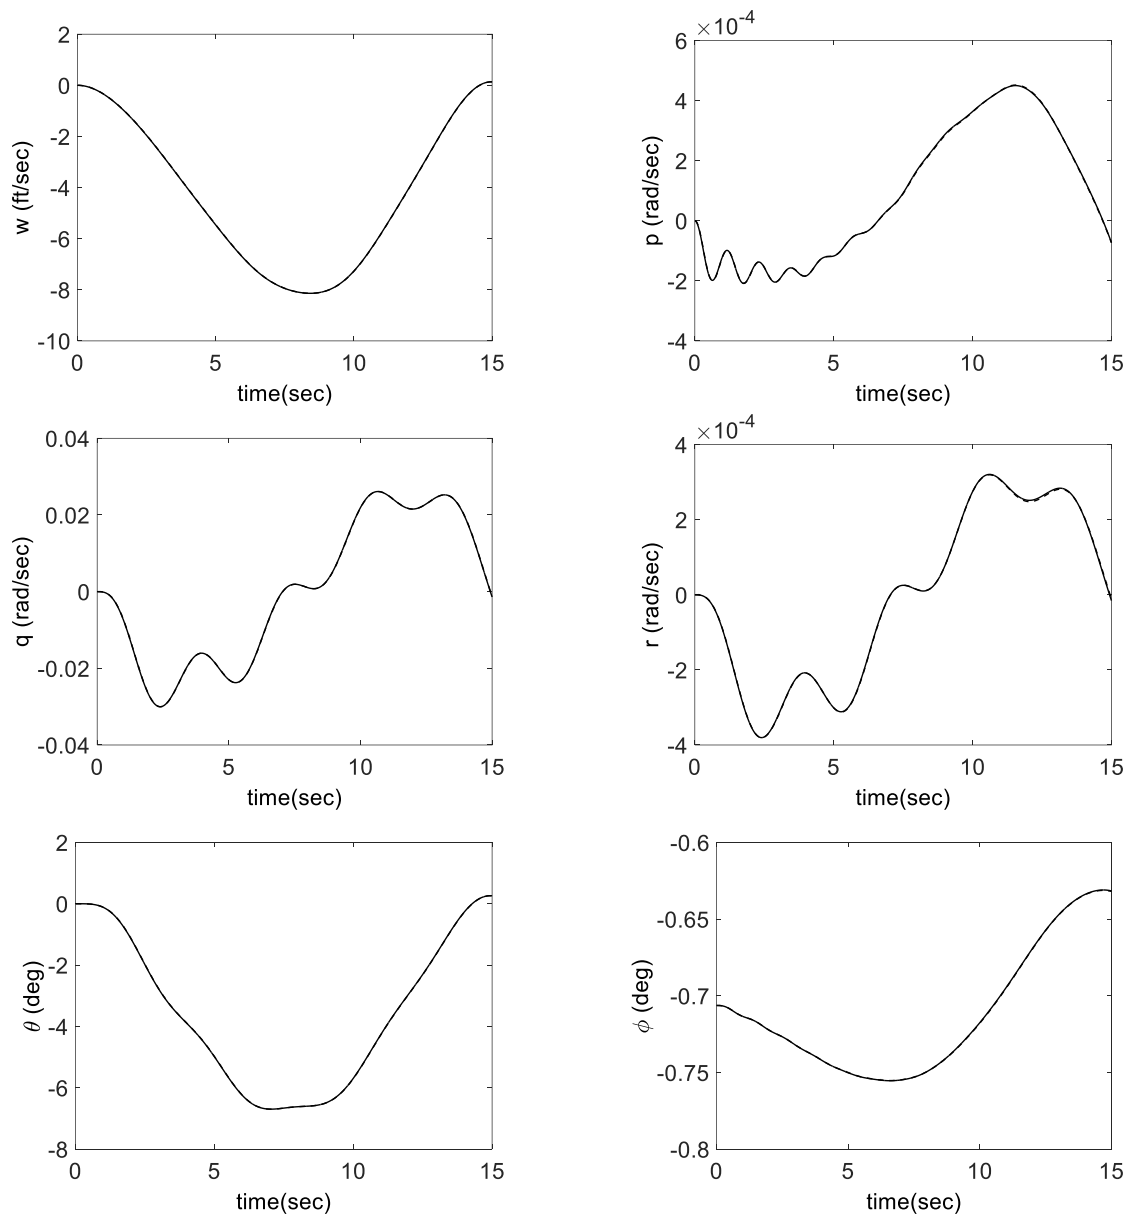 2
0
-2
-4
-6
-8
-10
w (ft/sec)
0 5 10 15
time(sec)
×10-4
6
4
2
0
-2
-4
p (rad/sec)
0 5 10 15
time(sec)
0.04
0.02
0
-0.02
-0.04
q (rad/sec)
0 5 10 15
time(sec)
×10-4
4
2
0
-2
-4
r (rad/sec)
0 5 10 15
time(sec)
2
0
-2
-4
-6
-8
θ (deg)
0 5 10 15
time(sec)
-0.6
-0.65
-0.7
-0.75
-0.8
ϕ (deg)
0 5 10 15
time(sec)